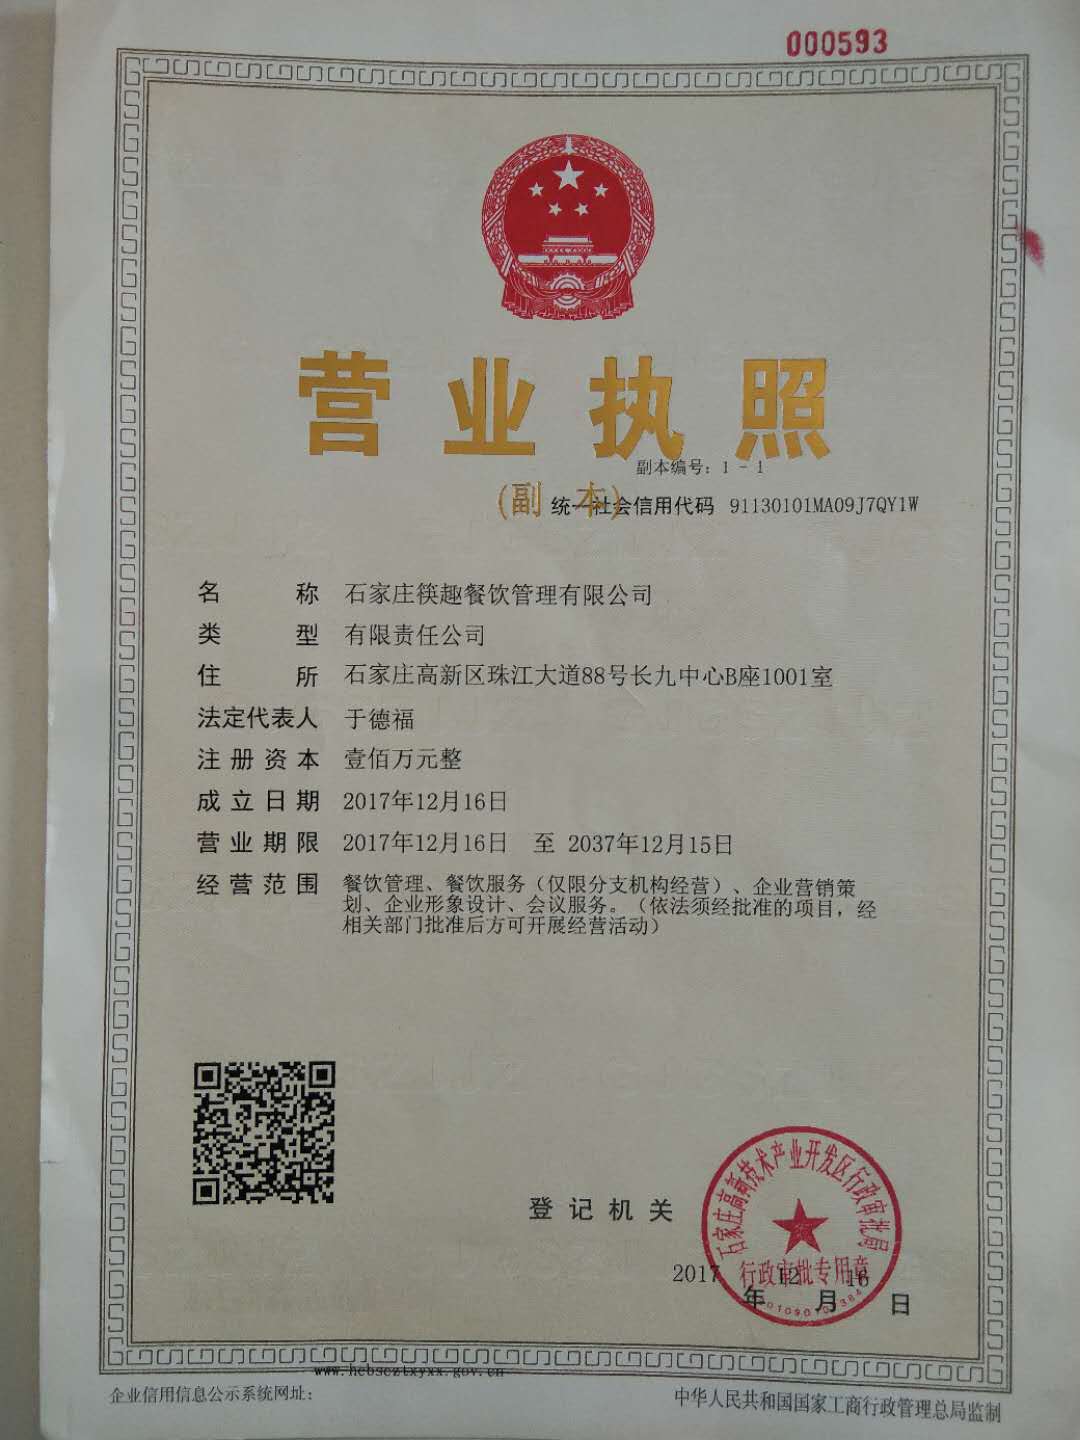 000593
营业执照
副本编号：1 - 1
(副 本)
统一社会信用代码 91130101MA09J7QY1W
名称 石家庄筷趣餐饮管理有限公司
类型 有限责任公司
住所 石家庄高新区珠江大道88号长九中心B座1001室
法定代表人 于德福
注册资本 壹佰万元整
成立日期 2017年12月16日
营业期限 2017年12月16日 至 2037年12月15日
经营范围 餐饮管理、餐饮服务（仅限分支机构经营）、企业营销策
划、企业形象设计、会议服务。（依法须经批准的项目，经
相关部门批准后方可开展经营活动）
石家庄高新技术产业开发区行政审批局
登记机关
行政审批专用章
2017年12月16日
www.hebscztxyxx.gov.cn
企业信用信息公示系统网址：
中华人民共和国国家工商行政管理总局监制